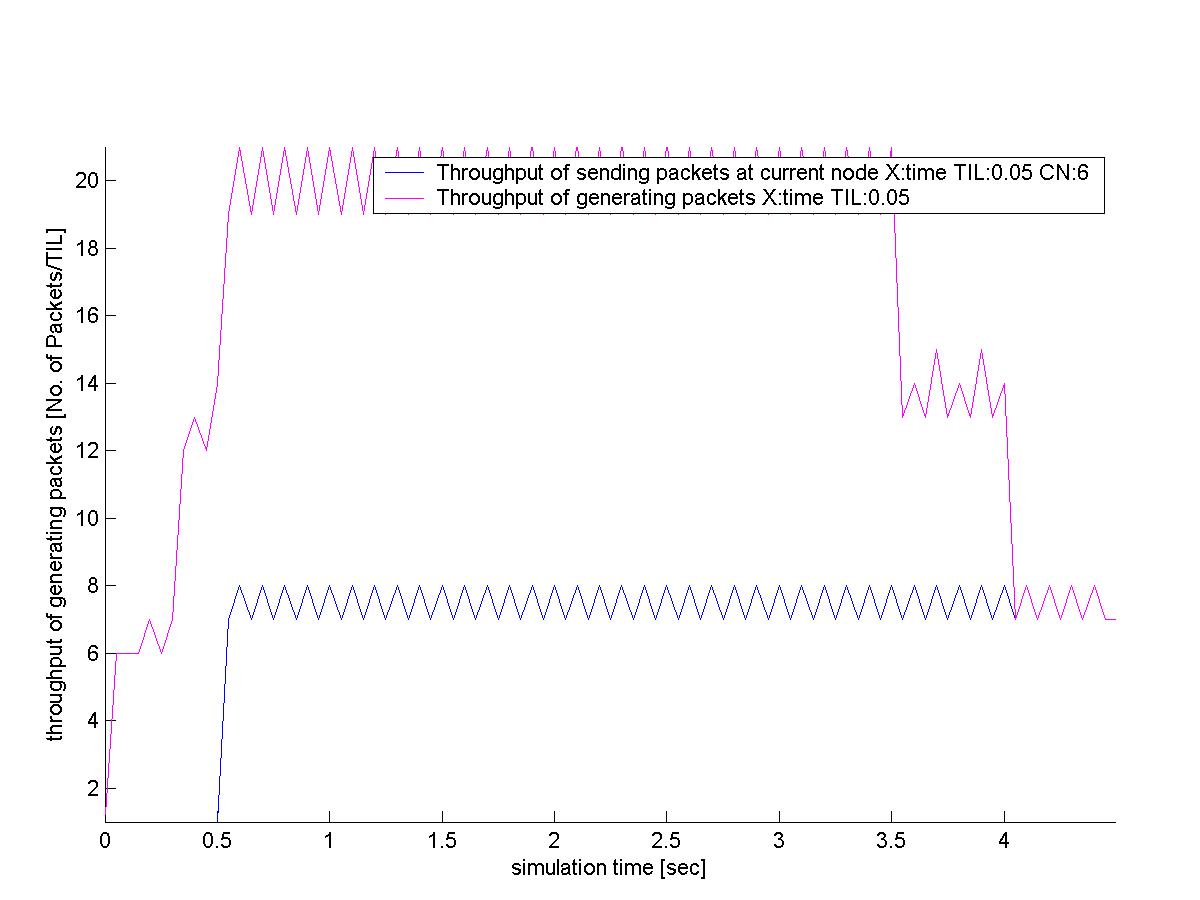 Throughput of sending packets at current node X:time TIL:0.05 CN:6
Throughput of generating packets X:time TIL:0.05
throughput of generating packets [No. of Packets/TIL]
20
18
16
14
12
10
8
6
4
2
0 0.5 1 1.5 2 2.5 3 3.5 4
simulation time [sec]